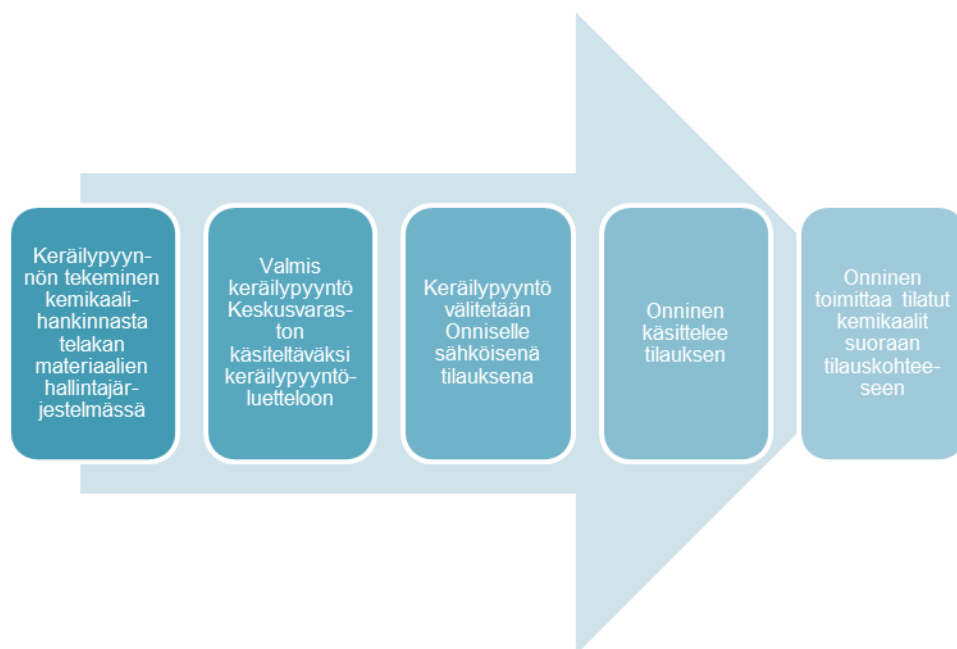 Keräilypyyn-
nön tekeminen
kemikaali-
hankinnasta
telakan
materiaalien
hallintajär-
jestelmässä
Valmis
keräilypyyntö
Keskusvaras-
ton
käsiteltäväksi
keräilypyyntö-
luetteloon
Keräilypyyntö
välitetään
Onniselle
sähköisenä
tilauksena
Onninen
käsittelee
tilauksen
Onninen
toimittaa tilatut
kemikaalit
suoraan
tilauskohtee-
seen